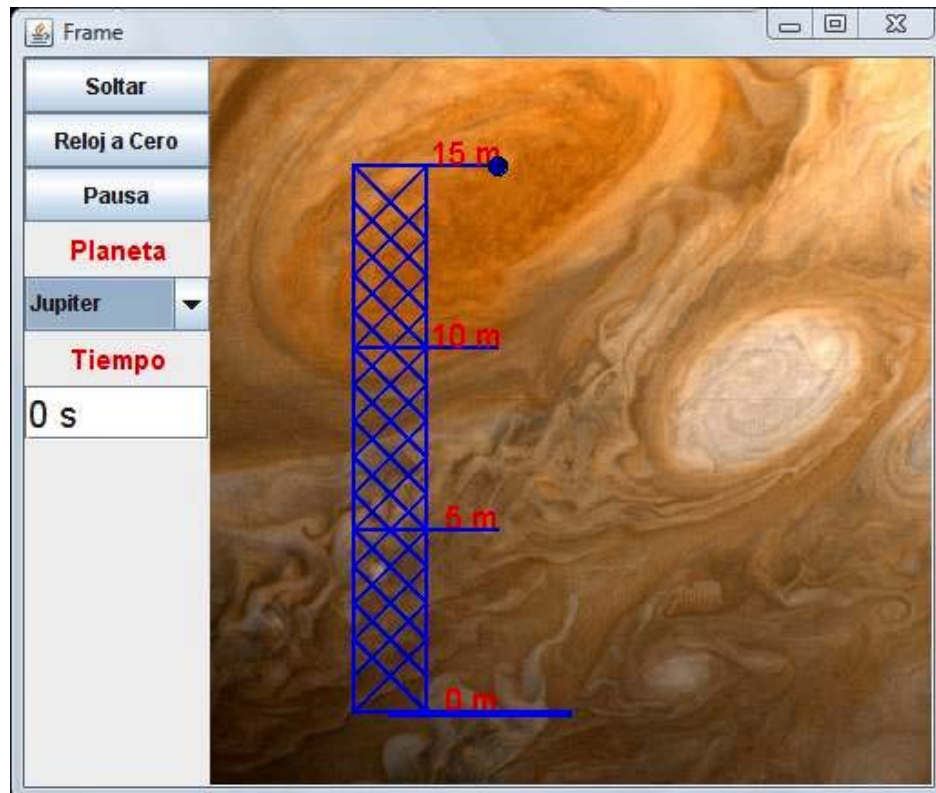 Frame
Soltar
Reloj a Cero
Pausa
Planeta
Jupiter
Tiempo
0 s
15 m
10 m
5 m
0 m